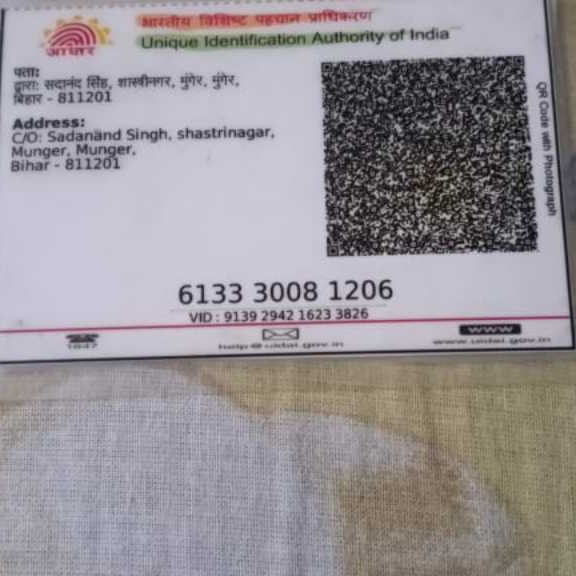 भारतीय विशिष्ट पहचान प्राधिकरण
Unique Identification Authority of India
आधार
पता:
द्वारा: सदानंद सिंह, शास्त्रीनगर, मुंगेर, मुंगेर,
बिहार - 811201
Address:
C/O: Sadanand Singh, shastrinagar,
Munger, Munger,
Bihar - 811201
QR Code with Photograph
6133 3008 1206
VID : 9139 2942 1623 3826
1947
help@uidai.gov.in
www
www.uidai.gov.in